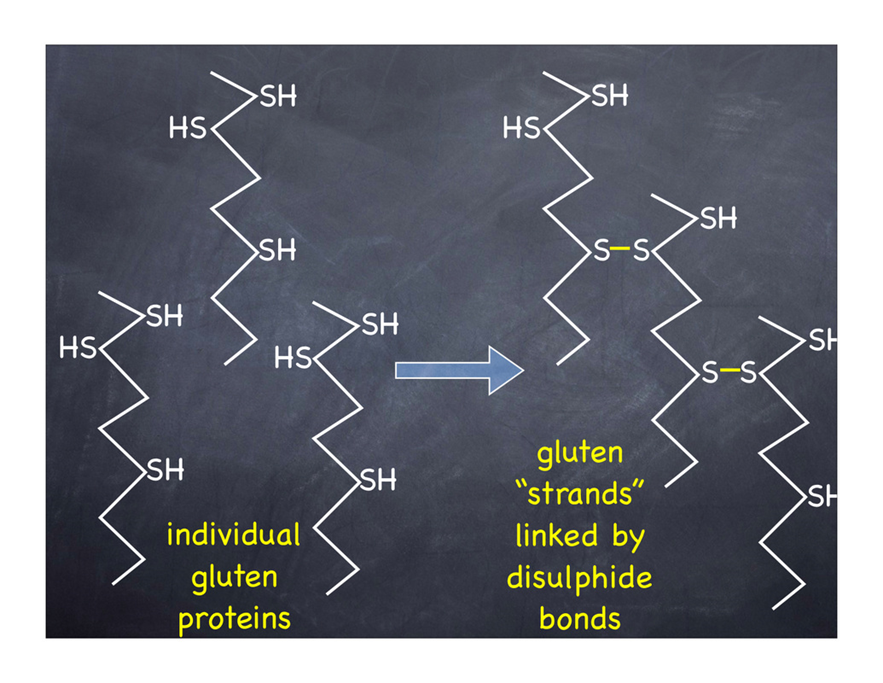 SH
HS
SH
SH
HS
SH
SH
HS
SH
individual
gluten
proteins
SH
HS
S–S
SH
S–S
SH
SH
gluten
“strands”
linked by
disulphide
bonds